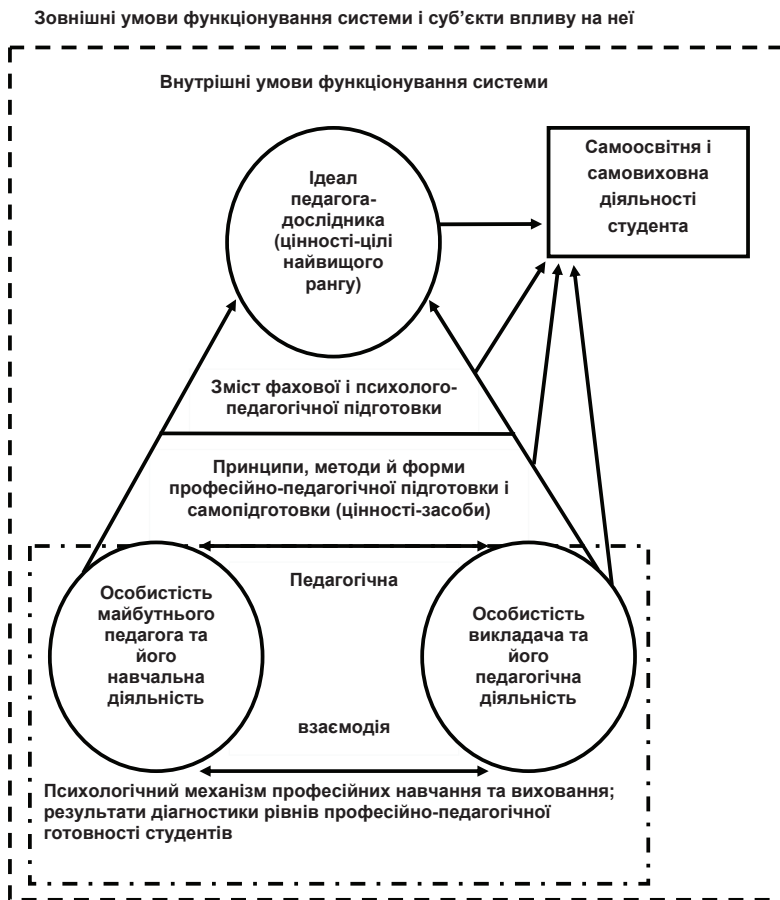 Зовнішні умови функціонування системи і суб’єкти впливу на неї
Внутрішні умови функціонування системи
Ідеал
педагога-
дослідника
(цінності-цілі
найвищого
рангу)
Самоосвітня і
самовиховна
діяльності
студента
Зміст фахової і психолого-
педагогічної підготовки
Принципи, методи й форми
професійно-педагогічної підготовки і
самопідготовки (цінності-засоби)
Особистість
майбутнього
педагога та
його
навчальна
діяльність
Педагогічна
взаємодія
Особистість
викладача та
його
педагогічна
діяльність
Психологічний механізм професійних навчання та виховання;
результати діагностики рівнів професійно-педагогічної
готовності студентів